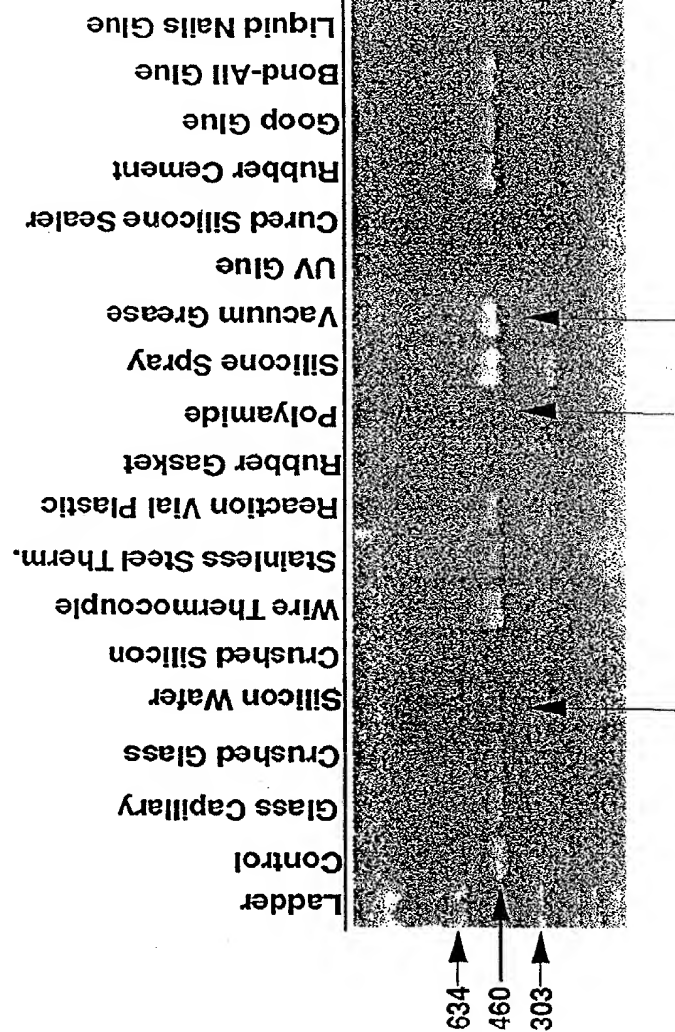 Liquid Nails Glue
Bond-All Glue
Goop Glue
Rubber Cement
Cured Silicone Sealer
UV Glue
Vacuum Grease
Silicone Spray
Polyamide
Rubber Gasket
Reaction Vial Plastic
Stainless Steel Therm.
Wire Thermocouple
Crushed Silicon
Silicon Wafer
Crushed Glass
Glass Capillary
Control
Ladder
634
460
303